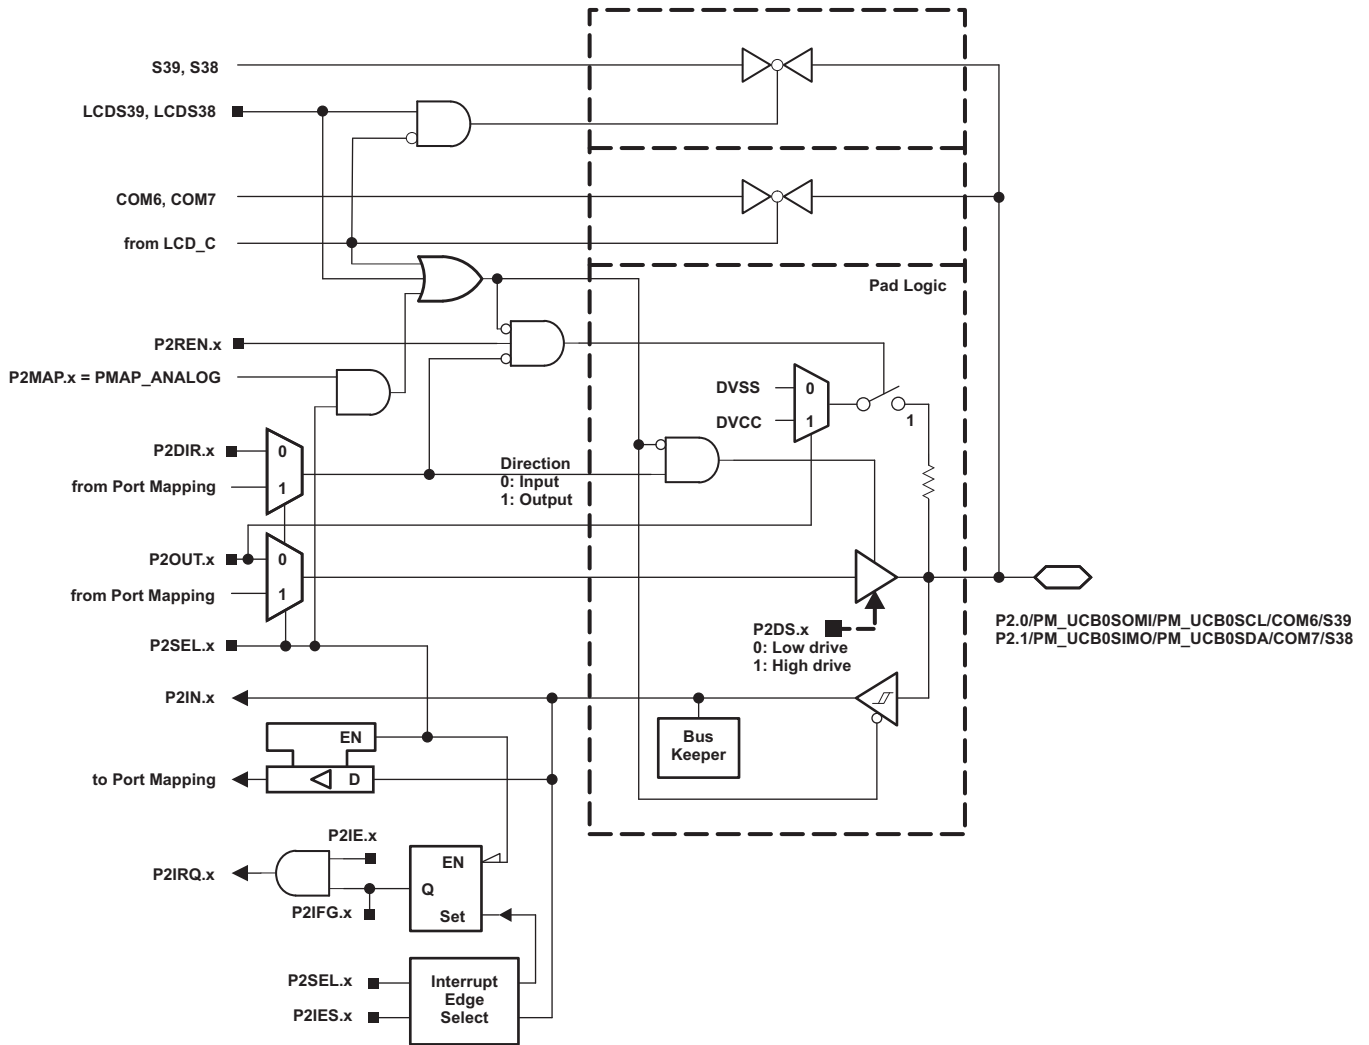 S39, S38
LCDS39, LCDS38
COM6, COM7
from LCD_C
Pad Logic
P2REN.x
P2MAP.x = PMAP_ANALOG
DVSS
0
DVCC
1
1
P2DIR.x
0
from Port Mapping
1
Direction
0: Input
1: Output
P2OUT.x
0
from Port Mapping
1
P2SEL.x
P2DS.x
0: Low drive
1: High drive
P2.0/PM_UCB0SOMI/PM_UCB0SCL/COM6/S39
P2.1/PM_UCB0SIMO/PM_UCB0SDA/COM7/S38
P2IN.x
Bus
Keeper
EN
to Port Mapping
D
P2IE.x
P2IRQ.x
EN
Q
P2IFG.x
Set
P2SEL.x
P2IES.x
Interrupt
Edge
Select